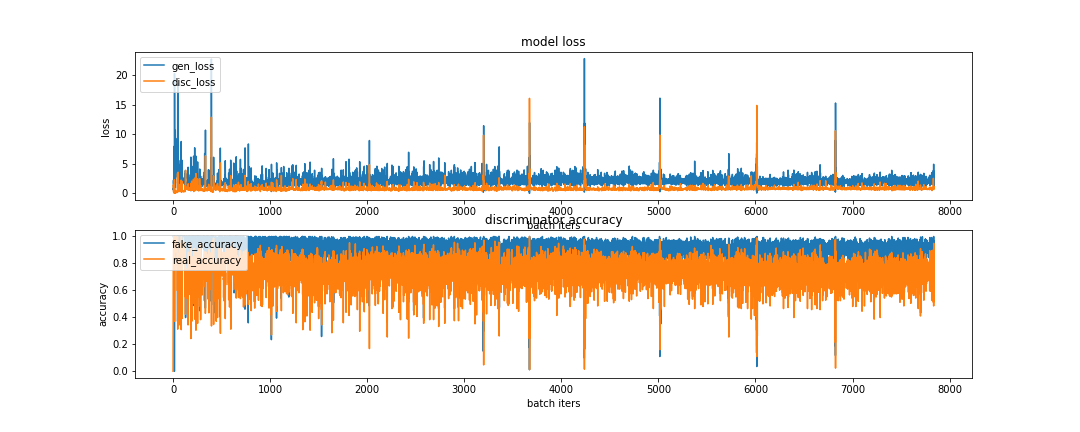 model loss
gen_loss
disc_loss
loss
20
15
10
5
0
0 1000 2000 3000 4000 5000 6000 7000 8000
batch iters
discriminator accuracy
fake_accuracy
real_accuracy
accuracy
1.0
0.8
0.6
0.4
0.2
0.0
0 1000 2000 3000 4000 5000 6000 7000 8000
batch iters